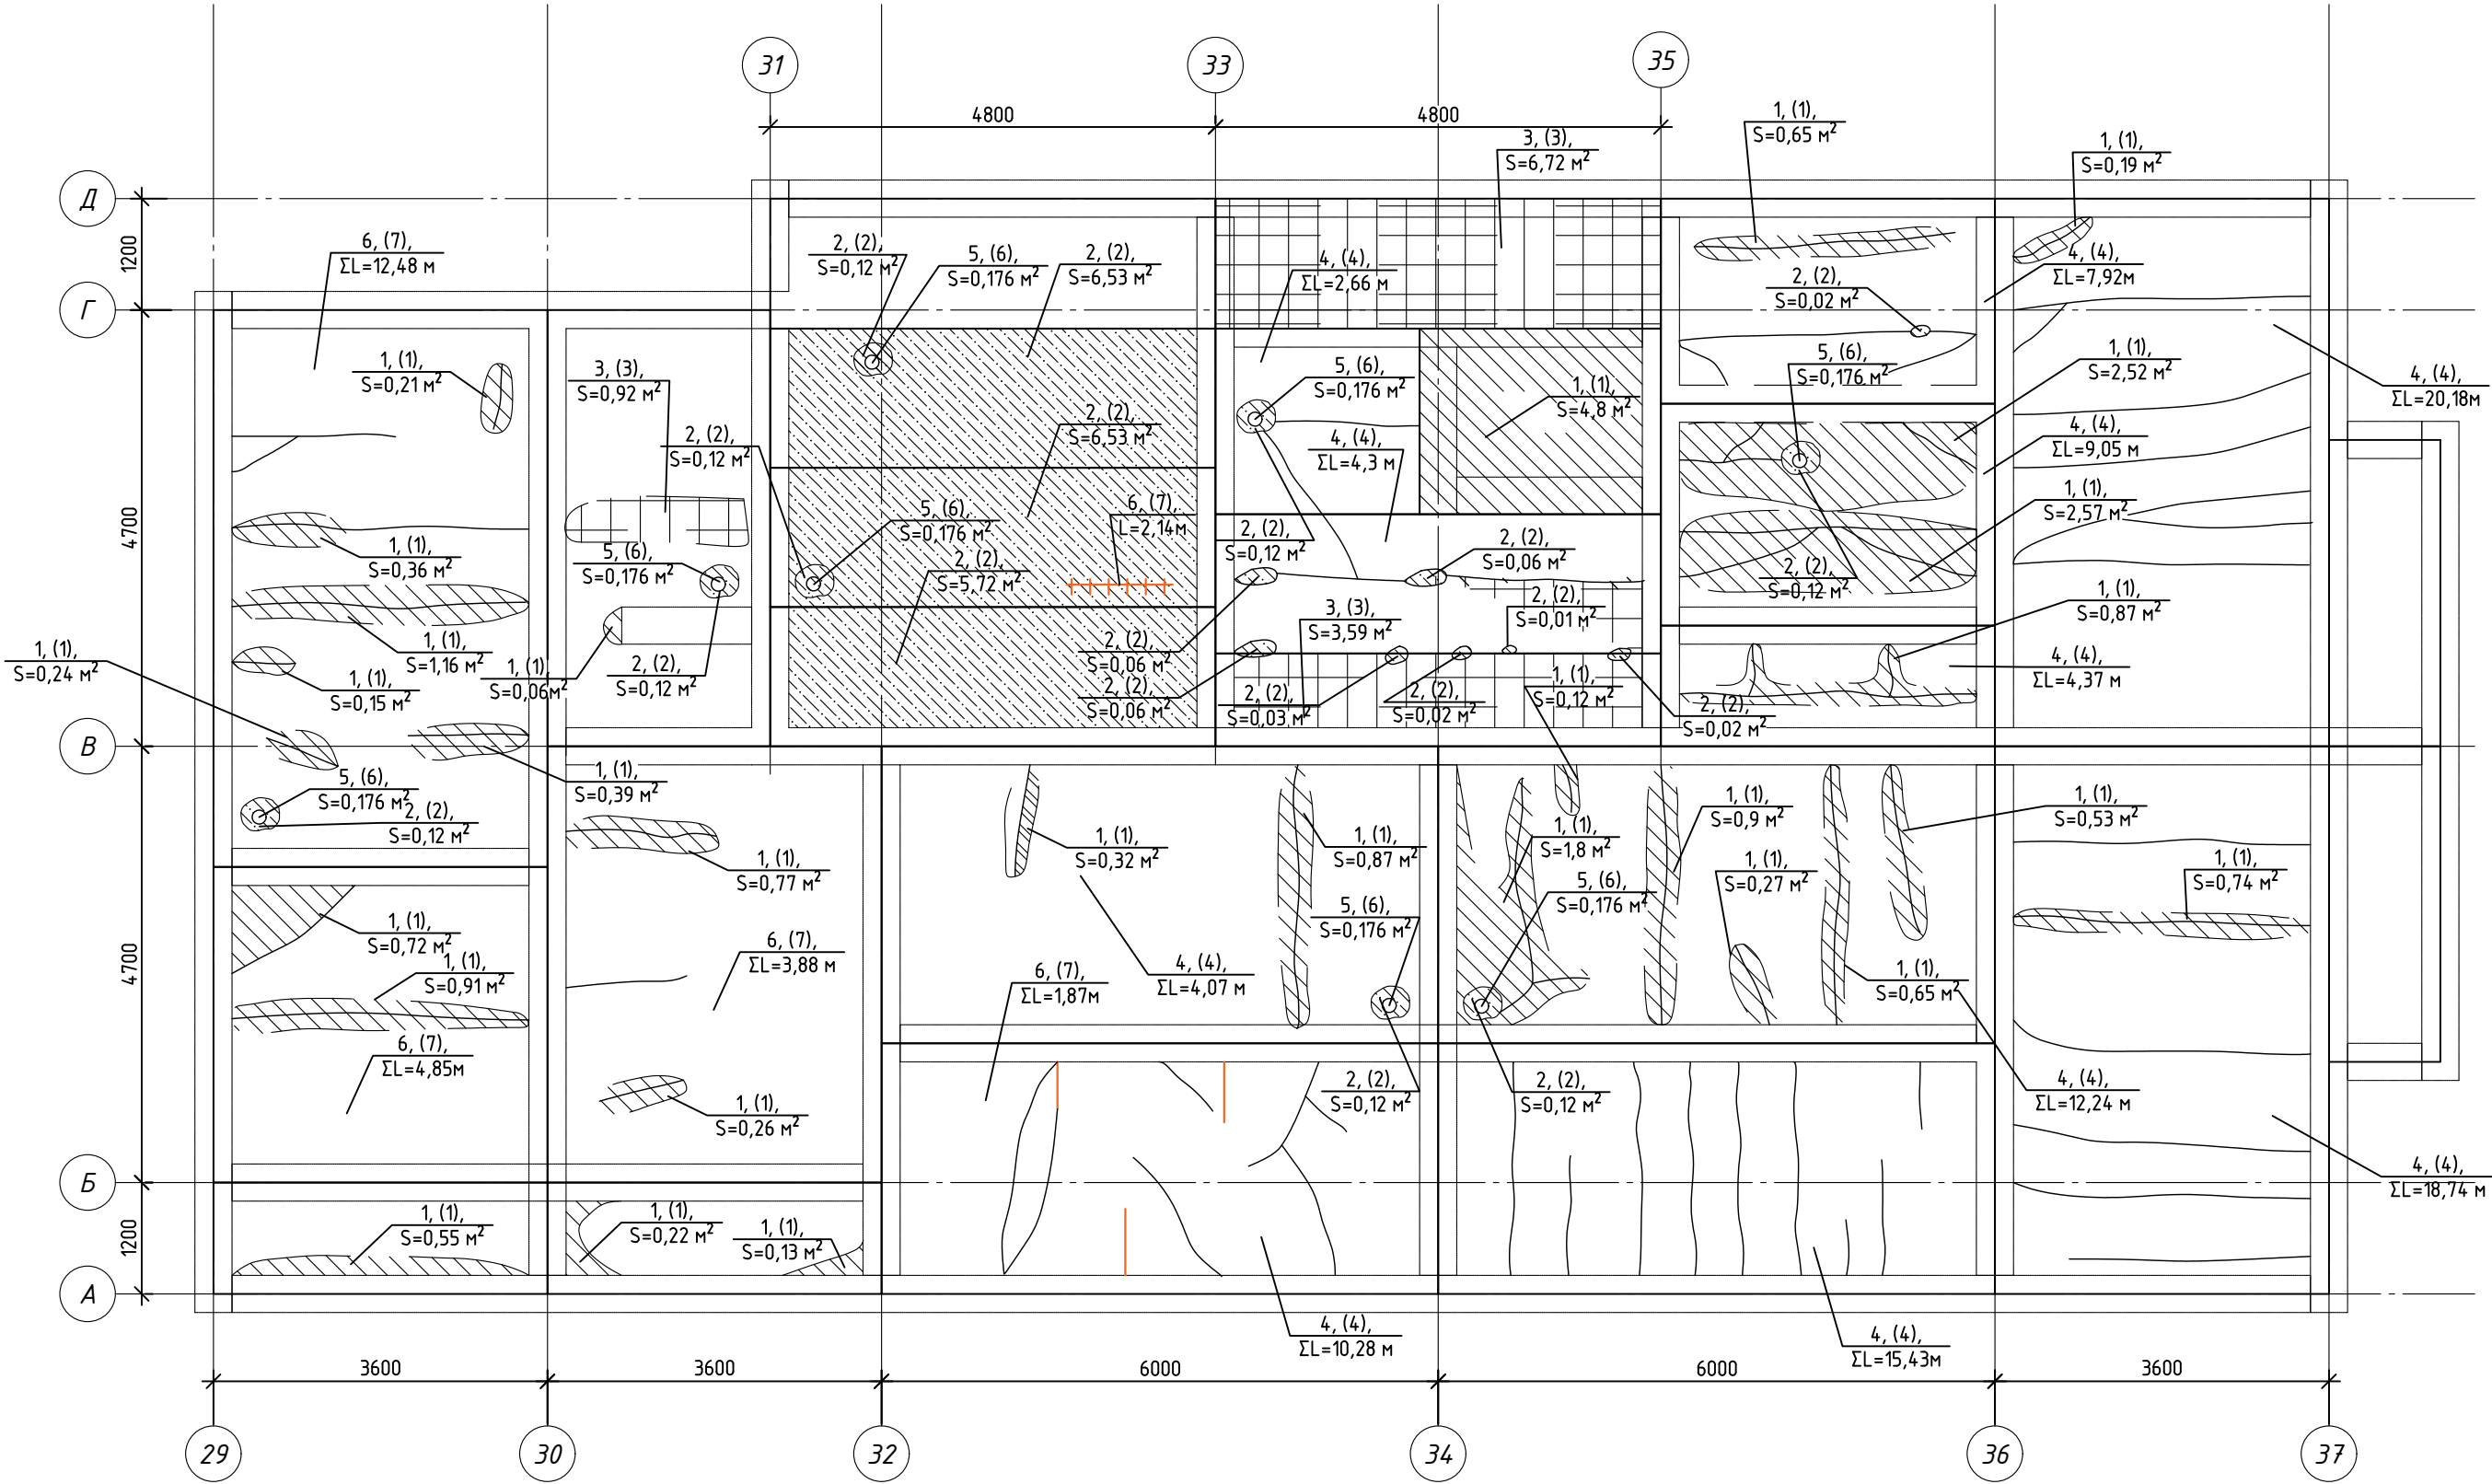 31
33
35
4800
4800
1, (1),
S=0,65 м²
3, (3),
S=6,72 м²
1, (1),
S=0,19 м²
Д
1200
6, (7),
ΣL=12,48 м
2, (2),
S=0,12 м²
5, (6),
S=0,176 м²
2, (2),
S=6,53 м²
4, (4),
ΣL=2,66 м
2, (2),
S=0,02 м²
4, (4),
ΣL=7,92м
Г
1, (1),
S=0,21 м²
3, (3),
S=0,92 м²
5, (6),
S=0,176 м²
1, (1),
S=4,8 м²
5, (6),
S=0,176 м²
1, (1),
S=2,52 м²
4, (4),
ΣL=20,18м
2, (2),
S=0,12 м²
2, (2),
S=6,53 м²
4, (4),
ΣL=4,3 м
4, (4),
ΣL=9,05 м
4700
1, (1),
S=0,36 м²
5, (6),
S=0,176 м²
5, (6),
S=0,176 м²
6, (7),
L=2,14м
2, (2),
S=0,12 м²
2, (2),
S=0,06 м²
1, (1),
S=2,57 м²
2, (2),
S=5,72 м²
2, (2),
S=0,12 м²
1, (1),
S=0,24 м²
1, (1),
S=1,16 м²
1, (1),
S=0,06м²
2, (2),
S=0,12 м²
2, (2),
S=0,06 м²
3, (3),
S=3,59 м²
2, (2),
S=0,01 м²
1, (1),
S=0,87 м²
1, (1),
S=0,15 м²
2, (2),
S=0,06 м²
2, (2),
S=0,03 м²
2, (2),
S=0,02 м²
1, (1),
S=0,12 м²
2, (2),
S=0,02 м²
4, (4),
ΣL=4,37 м
В
5, (6),
S=0,176 м²
1, (1),
S=0,39 м²
2, (2),
S=0,12 м²
1, (1),
S=0,77 м²
1, (1),
S=0,32 м²
1, (1),
S=0,87 м²
1, (1),
S=1,8 м²
1, (1),
S=0,9 м²
1, (1),
S=0,53 м²
1, (1),
S=0,27 м²
1, (1),
S=0,74 м²
1, (1),
S=0,72 м²
5, (6),
S=0,176 м²
5, (6),
S=0,176 м²
4700
1, (1),
S=0,91 м²
6, (7),
ΣL=3,88 м
6, (7),
ΣL=1,87м
4, (4),
ΣL=4,07 м
1, (1),
S=0,65 м²
6, (7),
ΣL=4,85м
1, (1),
S=0,26 м²
2, (2),
S=0,12 м²
2, (2),
S=0,12 м²
4, (4),
ΣL=12,24 м
Б
4, (4),
ΣL=18,74 м
1200
1, (1),
S=0,55 м²
1, (1),
S=0,22 м²
1, (1),
S=0,13 м²
А
4, (4),
ΣL=10,28 м
4, (4),
ΣL=15,43м
3600
3600
6000
6000
3600
29
30
32
34
36
37